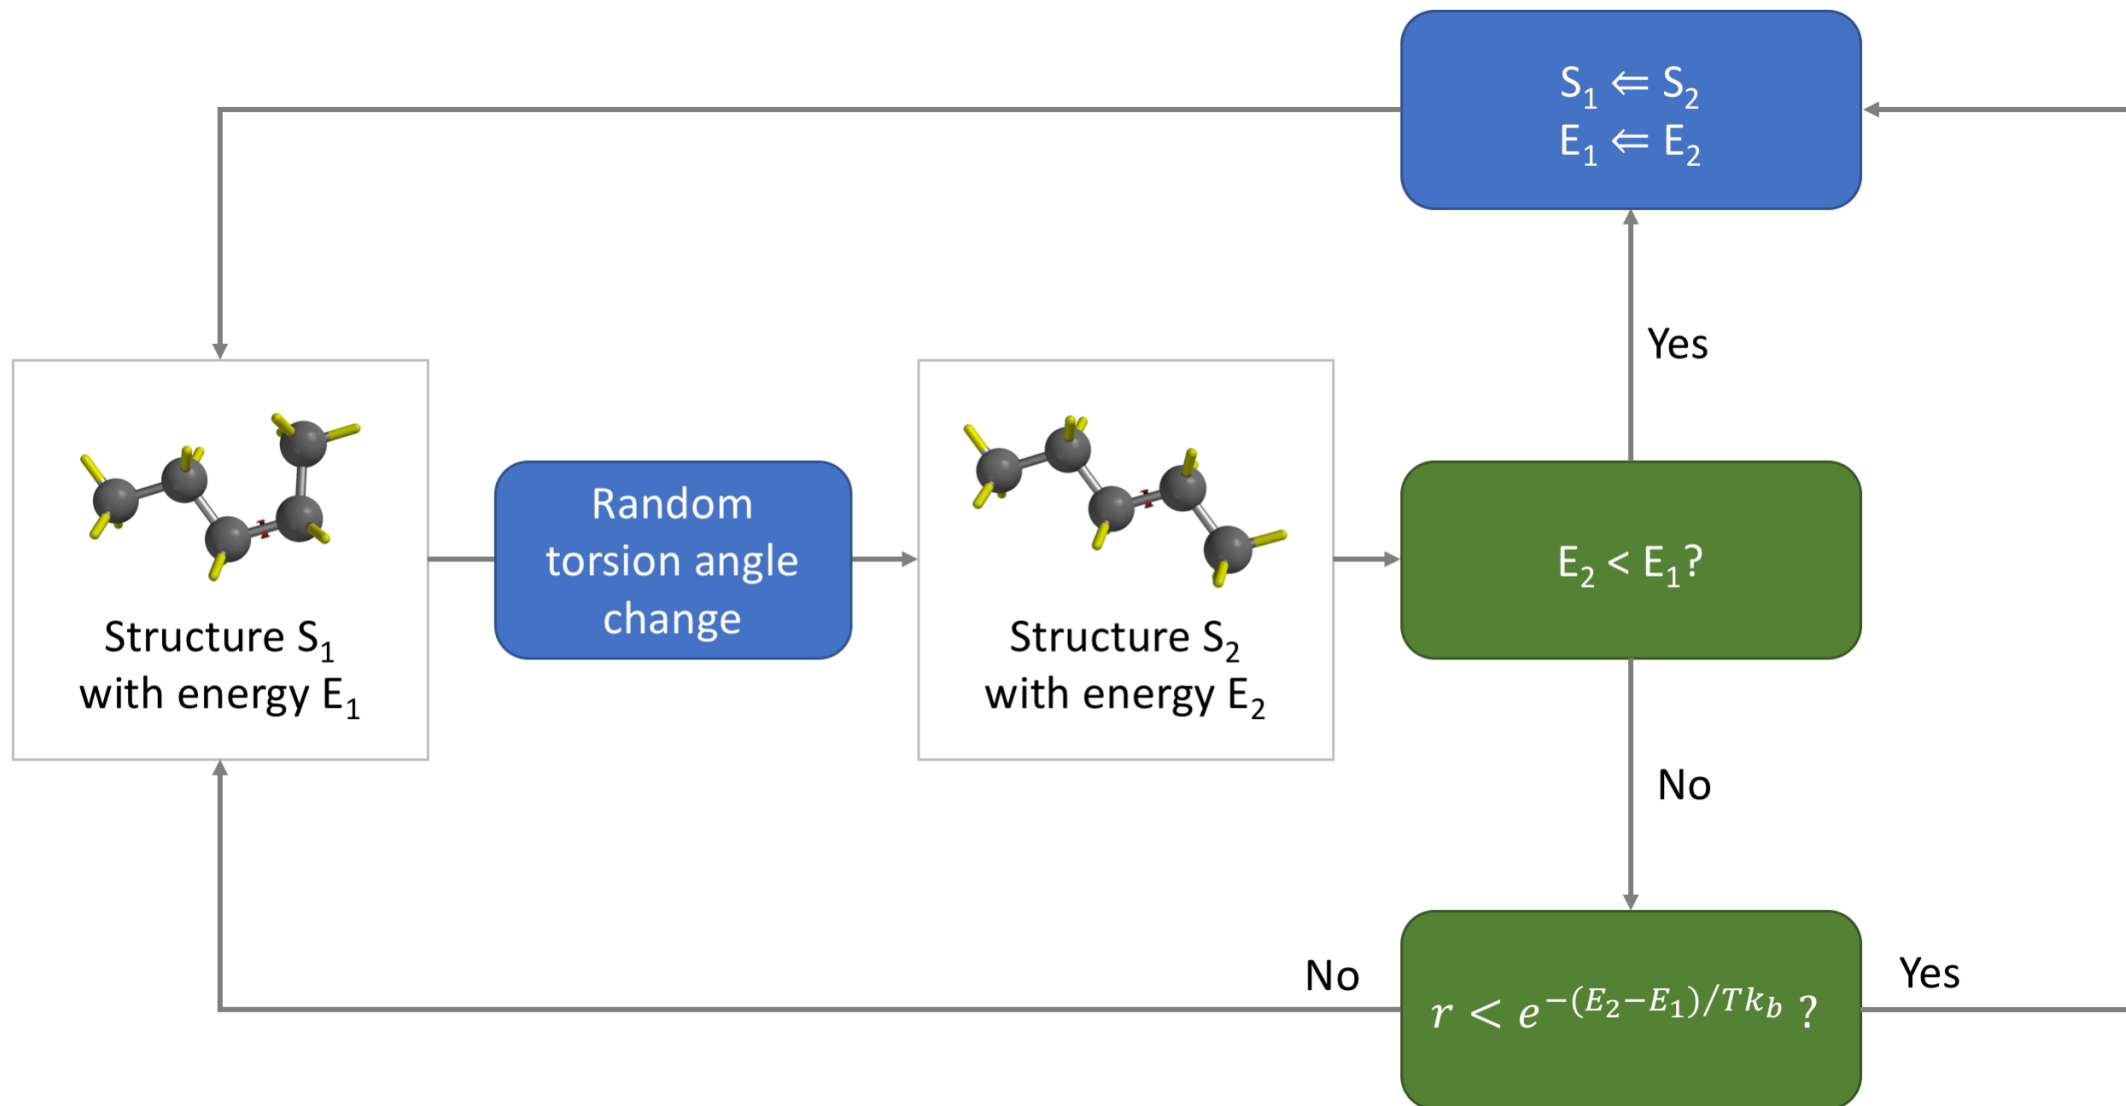 S₁ ⇐ S₂
E₁ ⇐ E₂
Yes
Structure S₁
with energy E₁
Random
torsion angle
change
Structure S₂
with energy E₂
E₂ < E₁?
No
No
r < e^{-(E₂-E₁)/Tk_b} ?
Yes